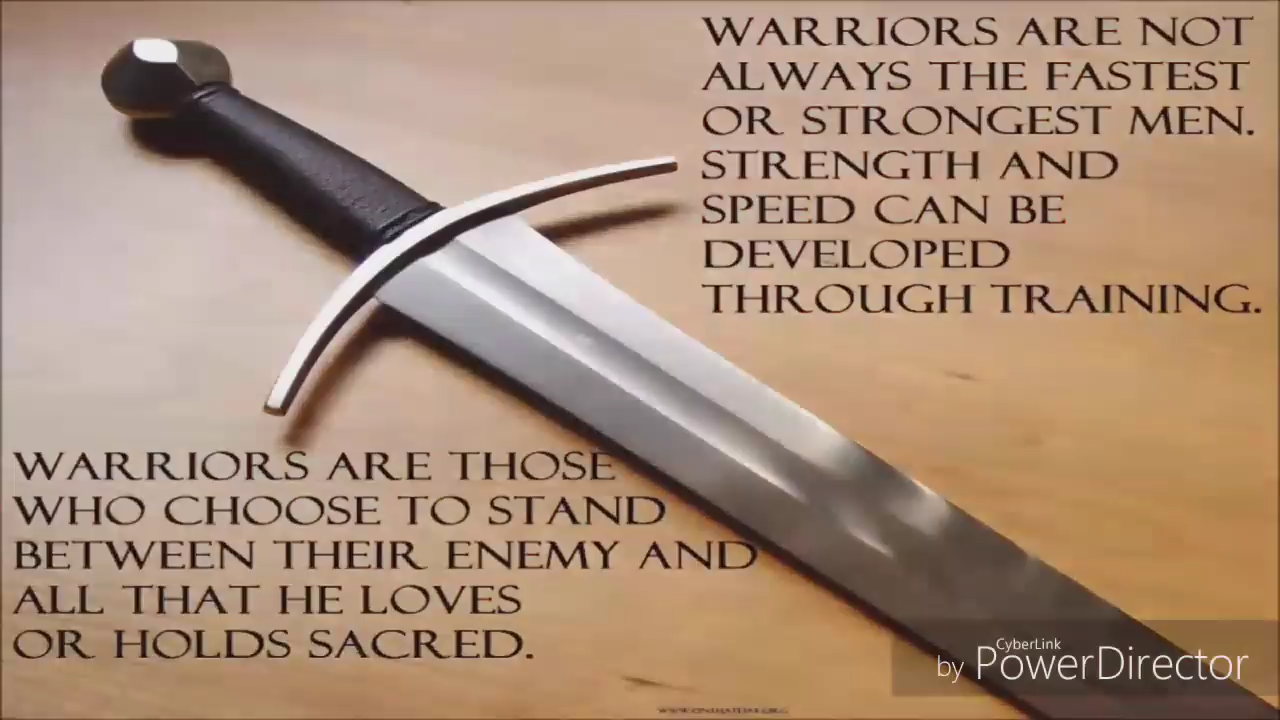 WARRIORS ARE NOT
ALWAYS THE FASTEST
OR STRONGEST MEN.
STRENGTH AND
SPEED CAN BE
DEVELOPED
THROUGH TRAINING.
WARRIORS ARE THOSE
WHO CHOOSE TO STAND
BETWEEN THEIR ENEMY AND
ALL THAT HE LOVES
OR HOLDS SACRED.
CyberLink
by PowerDirector